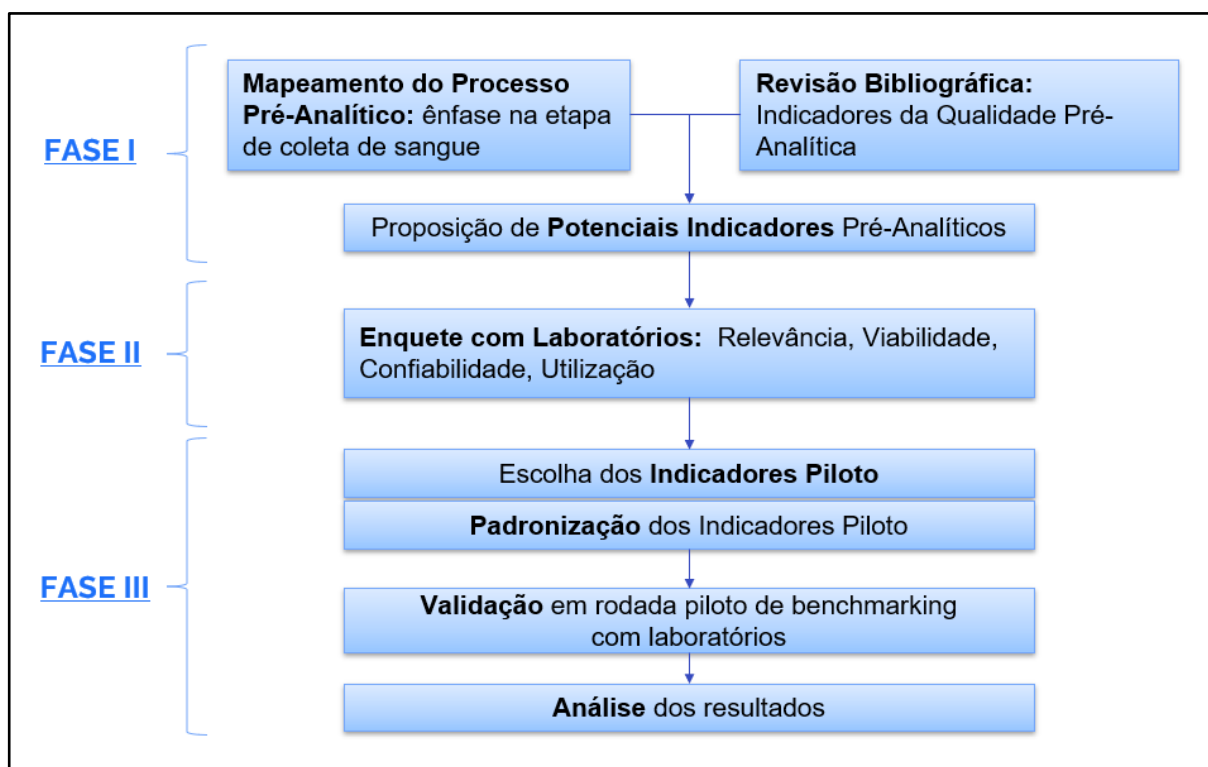 FASE I
Mapeamento do Processo
Pré-Analítico: ênfase na etapa
de coleta de sangue
Revisão Bibliográfica:
Indicadores da Qualidade Pré-
Analítica
Proposição de Potenciais Indicadores Pré-Analíticos
FASE II
Enquete com Laboratórios: Relevância, Viabilidade,
Confiabilidade, Utilização
FASE III
Escolha dos Indicadores Piloto
Padronização dos Indicadores Piloto
Validação em rodada piloto de benchmarking
com laboratórios
Análise dos resultados